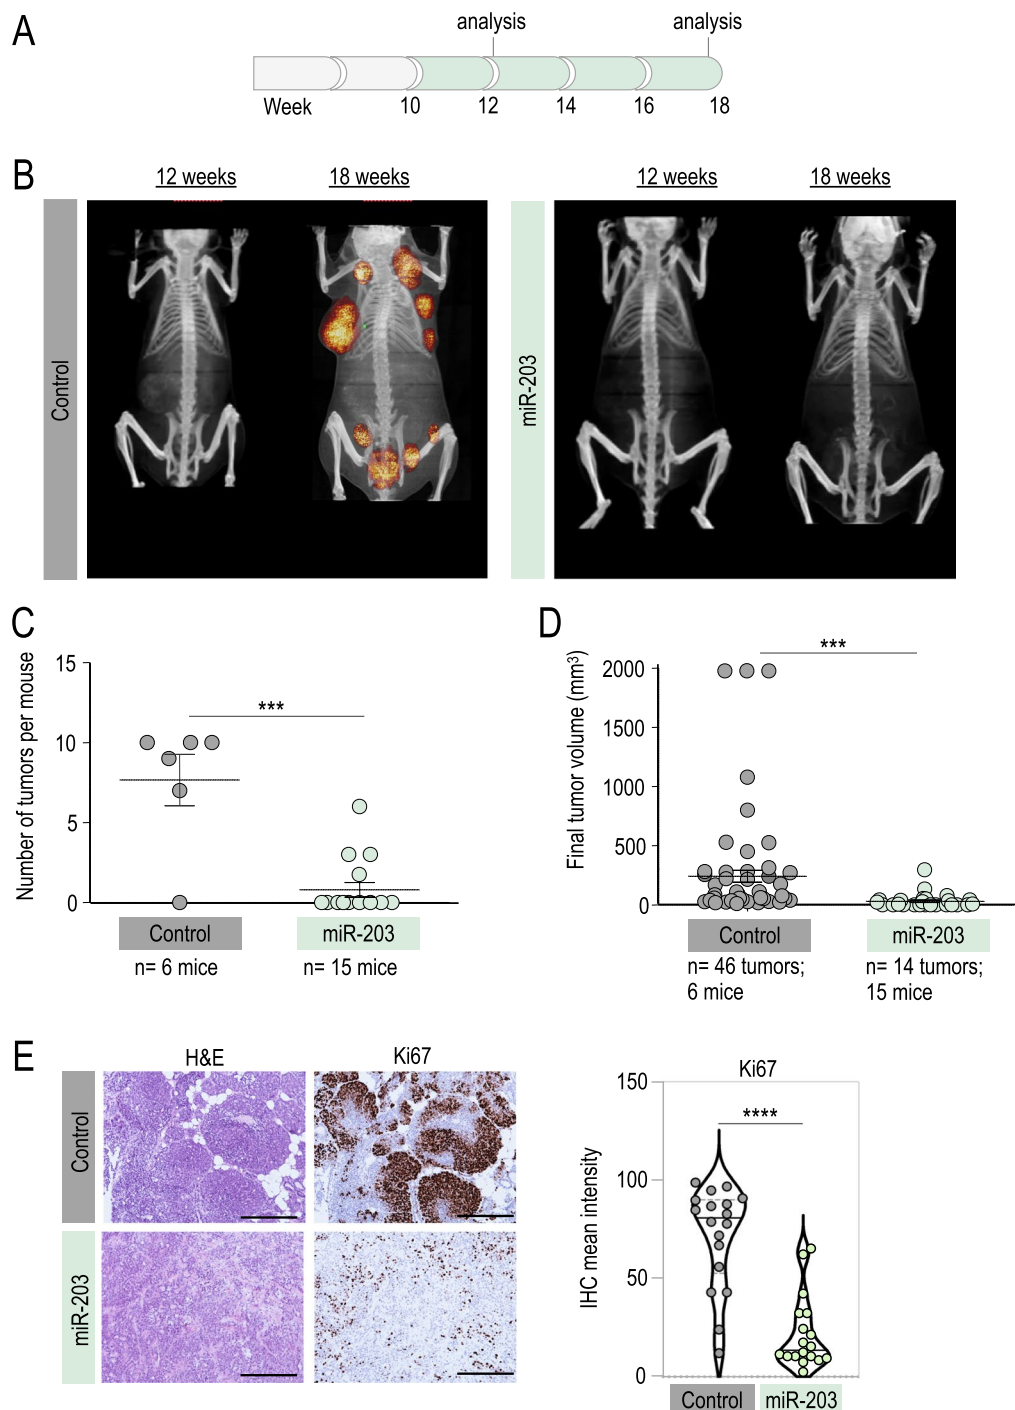 A
analysis
analysis
Week
10
12
14
16
18
B
12 weeks
18 weeks
12 weeks
18 weeks
Control
miR-203
C
Number of tumors per mouse
15
10
5
0
***
Control
miR-203
n= 6 mice
n= 15 mice
D
Final tumor volume (mm³)
2000
1500
1000
500
0
***
Control
miR-203
n= 46 tumors;
6 mice
n= 14 tumors;
15 mice
E
H&E
Ki67
Control
miR-203
Ki67
IHC mean intensity
150
100
50
0
****
Control
miR-203